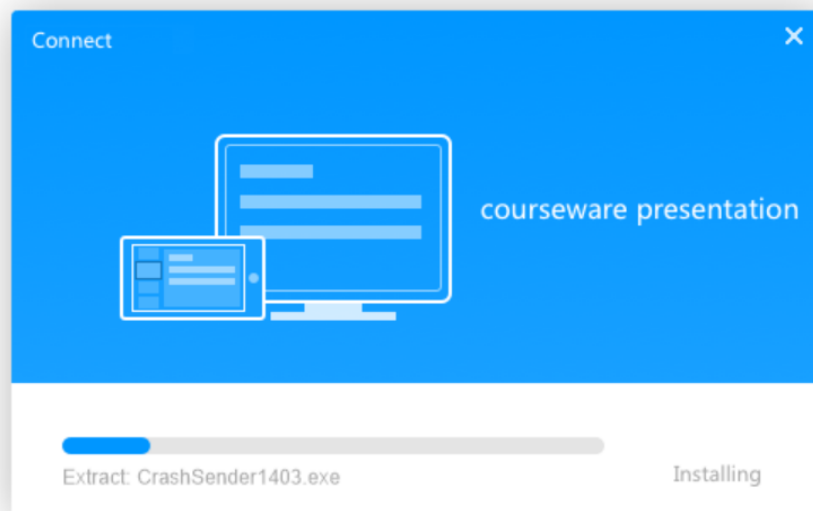 Connect
courseware presentation
Extract: CrashSender1403.exe
Installing